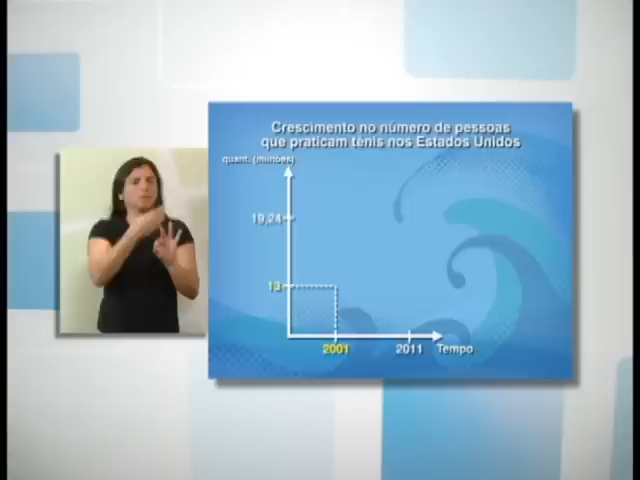 Crescimento no número de pessoas
que praticam tênis nos Estados Unidos
quant. (milhões)
19,24
13
2001 2011 Tempo